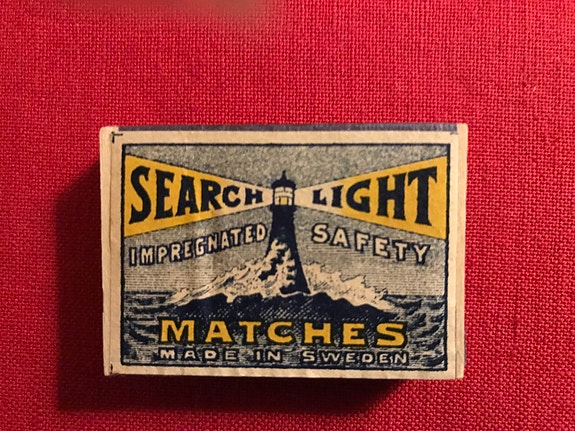 SEARCH LIGHT
IMPREGNATED SAFETY
MATCHES
MADE IN SWEDEN